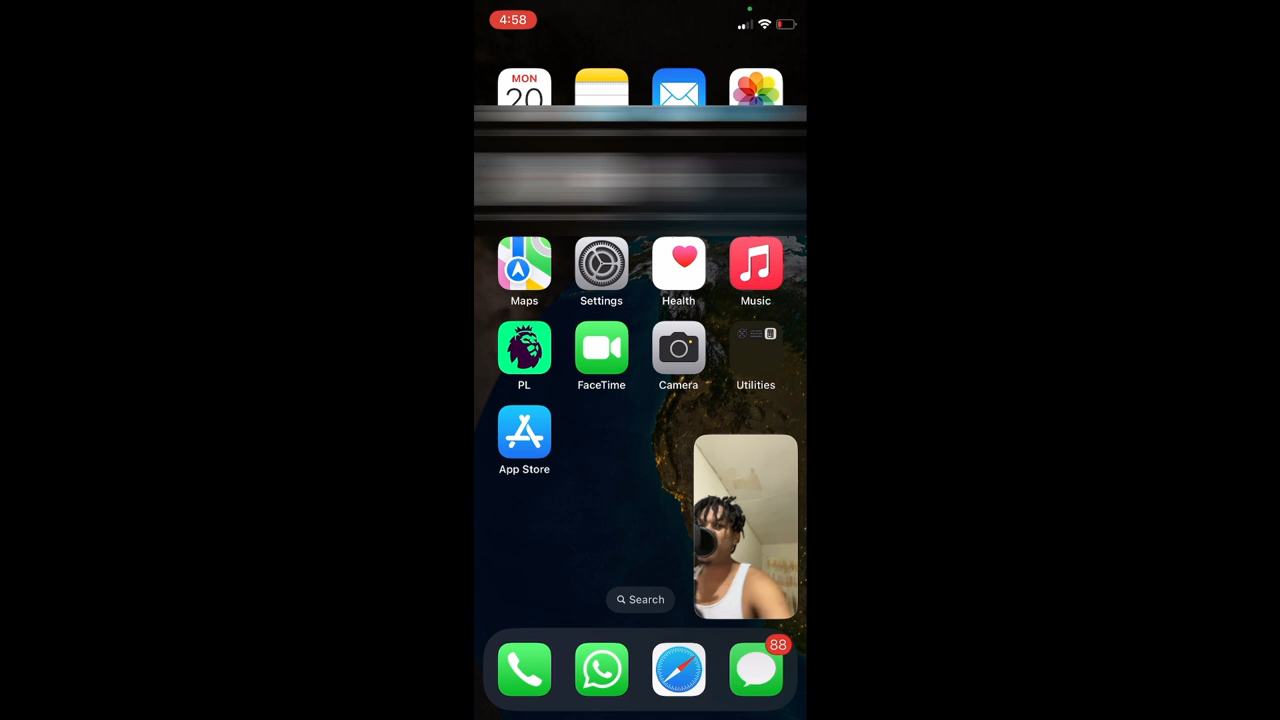 4:58
MON
20
Maps Settings Health Music
PL FaceTime Camera Utilities
App Store
Search
88